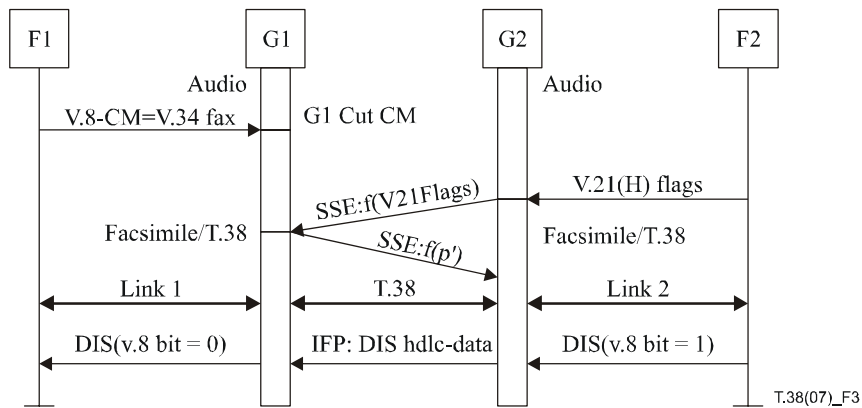 F1
G1
G2
F2
Audio
Audio
V.8-CM=V.34 fax
G1 Cut CM
V.21(H) flags
SSE:f(V21Flags)
Facsimile/T.38
SSE:f(p')
Facsimile/T.38
Link 1
T.38
Link 2
DIS(v.8 bit = 0)
IFP: DIS hdlc-data
DIS(v.8 bit = 1)
T.38(07)_F3